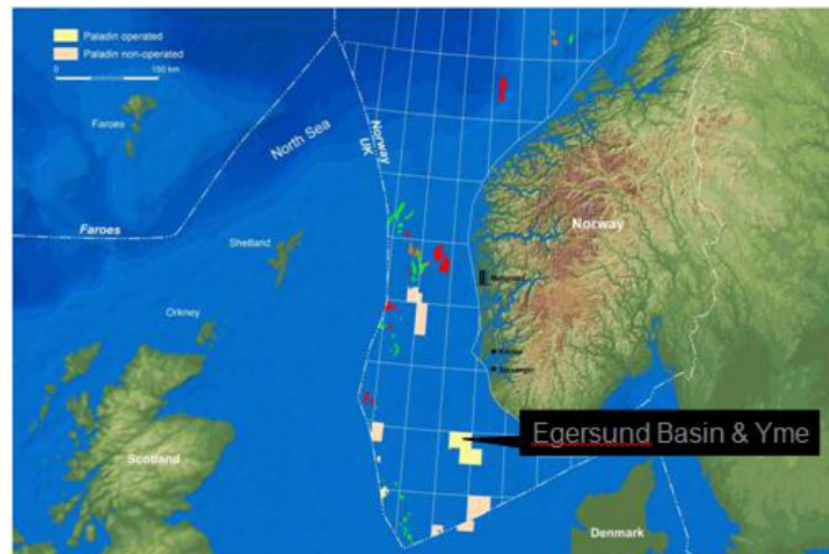 Paladin operated
Paladin non-operated
0 150 km
Faroes
North Sea
Norway
UK
Faroes
Shetland
Norway
Orkney
Egersund Basin & Yme
Scotland
Denmark